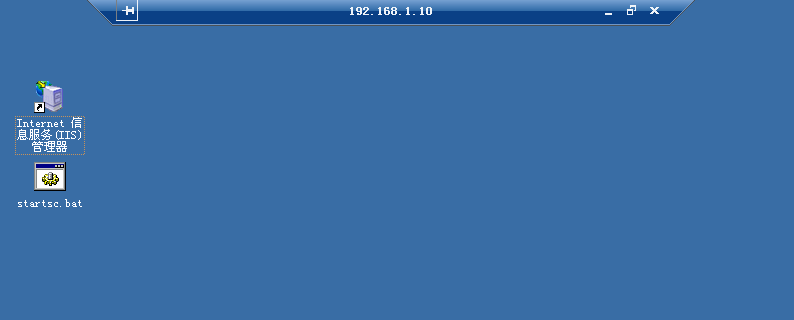 192.168.1.10
Internet 信
息服务(IIS)
管理器
startsc.bat